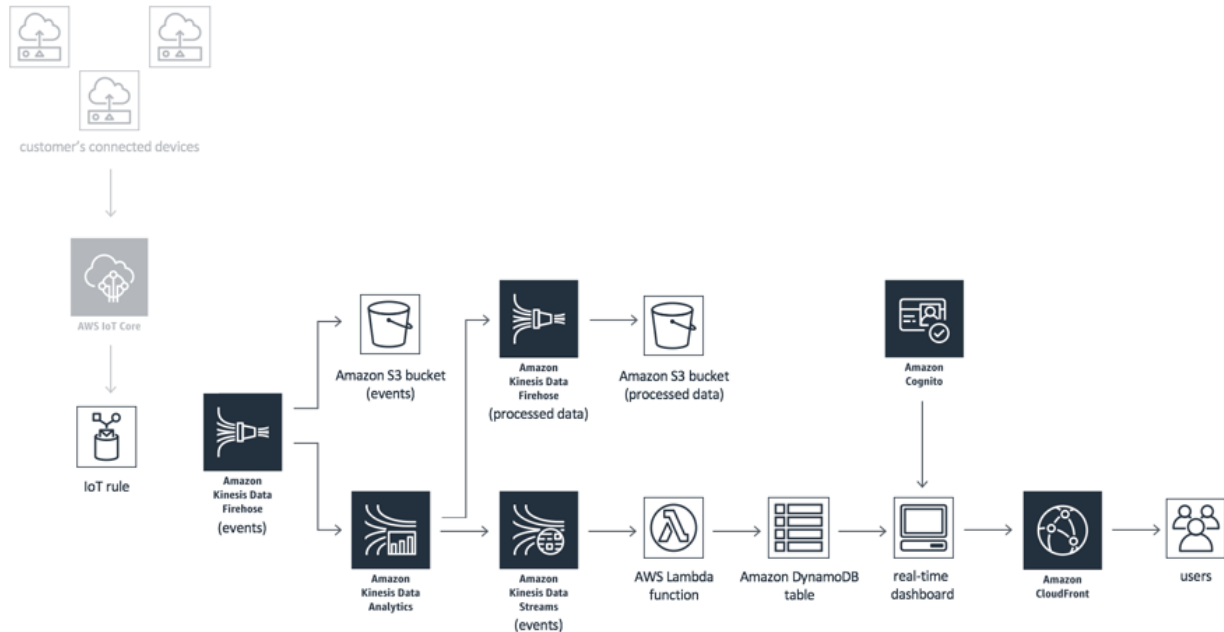 customer's connected devices
AWS IoT Core
IoT rule
Amazon
Kinesis Data
Firehose
(events)
Amazon S3 bucket
(events)
Amazon
Kinesis Data
Firehose
(processed data)
Amazon S3 bucket
(processed data)
Amazon
Cognito
Amazon
Kinesis Data
Analytics
Amazon
Kinesis Data
Streams
(events)
AWS Lambda
function
Amazon DynamoDB
table
real-time
dashboard
Amazon
CloudFront
users